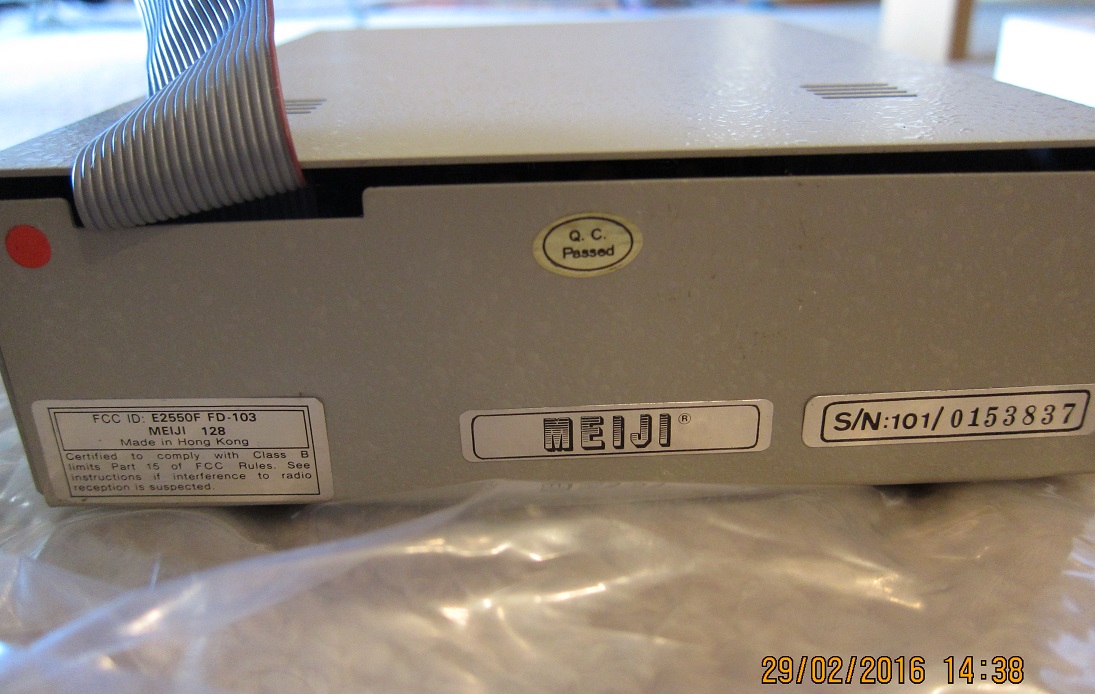 Q. C.
Passed
FCC ID: E2550F FD-103
MEIJI 128
Made in Hong Kong
Certified to comply with Class B
limits Part 15 of FCC Rules. See
instructions if interference to radio
reception is suspected.
MEIJI®
S/N:101/0153837
29/02/2016 14:38